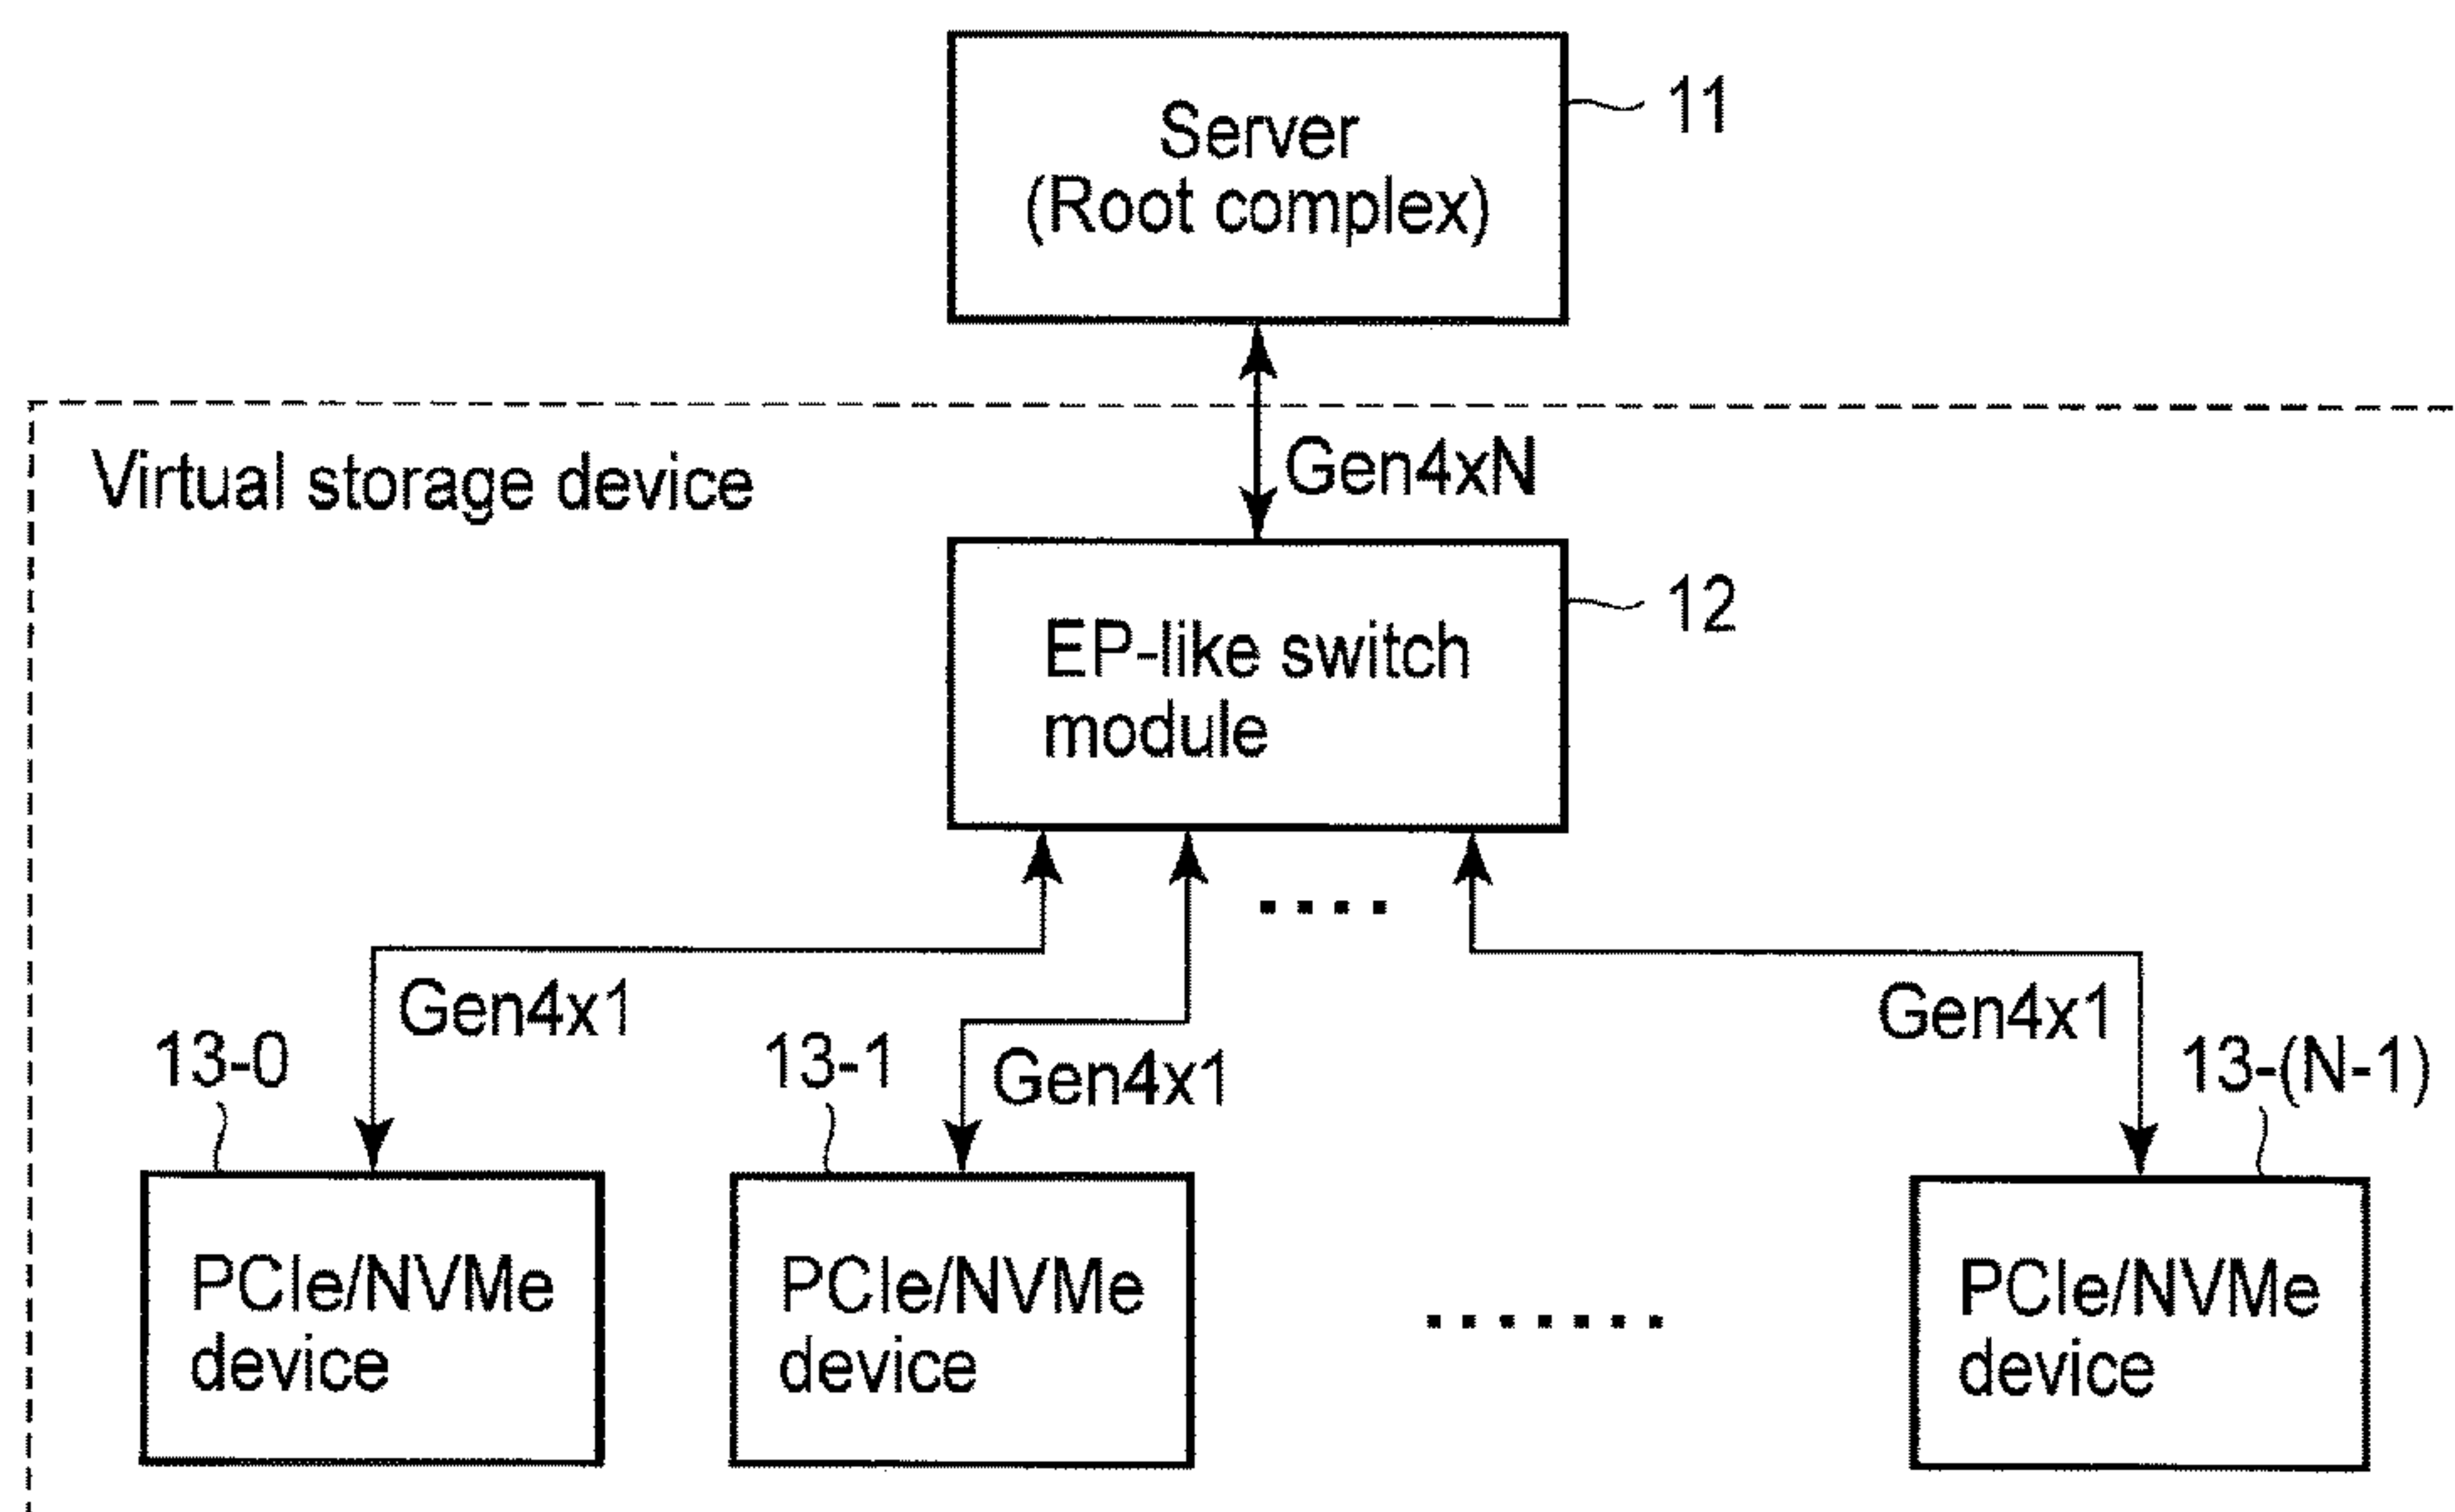 Server
(Root complex)
11
Virtual storage device
Gen4xN
EP-like switch
module
12
Gen4x1
Gen4x1
Gen4x1
13-0
13-1
13-(N-1)
PCIe/NVMe
device
PCIe/NVMe
device
PCIe/NVMe
device